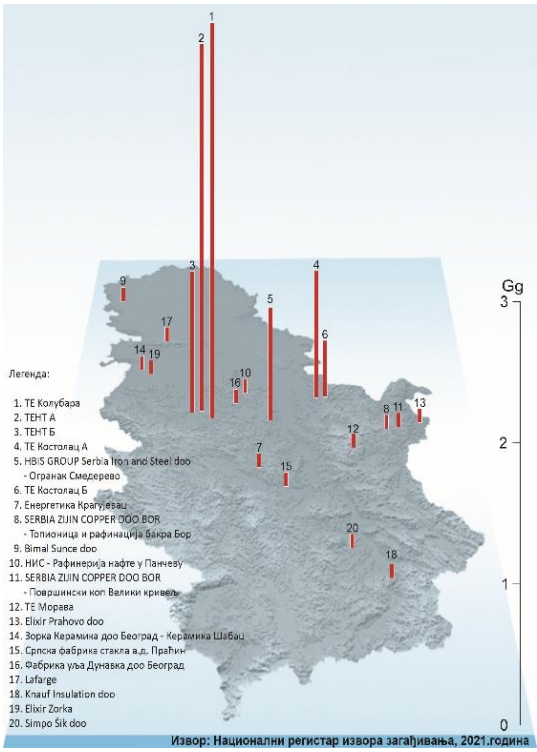 1
2
3
4
Gg
9
3
5
17
6
14
19
10
16
8
11
13
12
2
7
15
20
18
1
0
Легенда:
1. ТЕ Колубара
2. ТЕНТ А
3. ТЕНТ Б
4. ТЕ Костолац А
5. HBIS GROUP Serbia Iron and Steel doo
- Огранак Смедерево
6. ТЕ Костолац Б
7. Енергетика Крагујевац
8. SERBIA ZIJIN COPPER DOO BOR
- Топионица и рафинација бакра Бор
9. Bimal Sunce doo
10. НИС - Рафинерија нафте у Панчеву
11. SERBIA ZIJIN COPPER DOO BOR
- Површински коп Велики кривељ
12. ТЕ Морава
13. Elixir Prahovo doo
14. Зорка Керамика доо Београд - Керамика Шабац
15. Српска фабрика стакла а.д. Праћин
16. Фабрика уља Дунавка доо Београд
17. Lafarge
18. Knauf Insulation doo
19. Elixir Zorka
20. Simpo Šik doo
Извор: Национални регистар извора загађивања, 2021.година